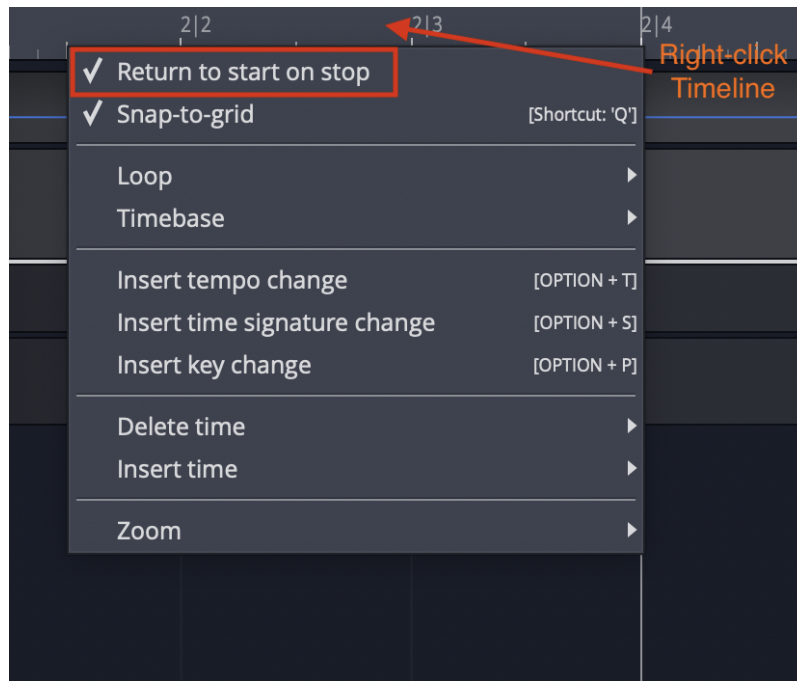 2|2 2|3 2|4
Right-click
Timeline
Return to start on stop
Snap-to-grid [Shortcut: 'Q']
Loop
Timebase
Insert tempo change [OPTION + T]
Insert time signature change [OPTION + S]
Insert key change [OPTION + P]
Delete time
Insert time
Zoom